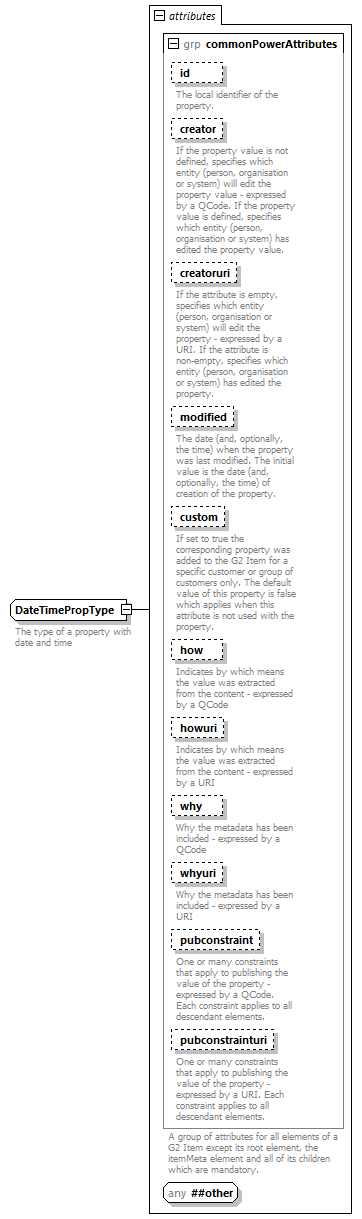 attributes
grp commonPowerAttributes
id
The local identifier of the
property.
creator
If the property value is not
defined, specifies which
entity (person, organisation
or system) will edit the
property value - expressed
by a QCode. If the property
value is defined, specifies
which entity (person,
organisation or system) has
edited the property value.
creatoruri
If the attribute is empty,
specifies which entity
(person, organisation or
system) will edit the
property - expressed by a
URI. If the attribute is
non-empty, specifies which
entity (person, organisation
or system) has edited the
property.
modified
The date (and, optionally,
the time) when the property
was last modified. The initial
value is the date (and,
optionally, the time) of
creation of the property.
custom
If set to true the
corresponding property was
added to the G2 Item for a
specific customer or group of
customers only. The default
value of this property is false
which applies when this
attribute is not used with the
property.
DateTimePropType
The type of a property with
date and time
how
Indicates by which means
the value was extracted
from the content - expressed
by a QCode
howuri
Indicates by which means
the value was extracted
from the content - expressed
by a URI
why
Why the metadata has been
included - expressed by a
QCode
whyuri
Why the metadata has been
included - expressed by a
URI
pubconstraint
One or many constraints
that apply to publishing the
value of the property -
expressed by a QCode.
Each constraint applies to all
descendant elements.
pubconstrainturi
One or many constraints
that apply to publishing the
value of the property -
expressed by a URI. Each
constraint applies to all
descendant elements.
A group of attributes for all elements of a
G2 Item except its root element, the
itemMeta element and all of its children
which are mandatory.
any ##other